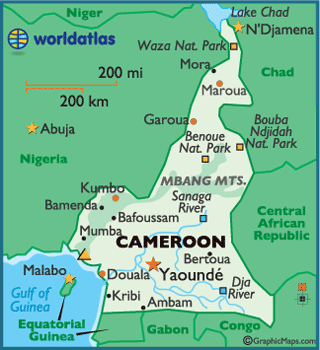 Niger
Lake Chad
worldatlas
N'Djamena
Waza Nat. Park
200 mi
Mora
Chad
200 km
Maroua
Abuja
Garoua
Bouba
Ndjidah
Nat. Park
Benoue
Nat. Park
Nigeria
MBANG MTS.
Kumbo
Sanaga
River
Bamenda
Bafoussam
Central
African
Republic
Mumba
CAMEROON
Bertoua
Malabo
Douala
Yaoundé
Gulf of
Guinea
Kribi
Dja
River
Ambam
Equatorial
Guinea
Gabon
Congo
©GraphicMaps.com